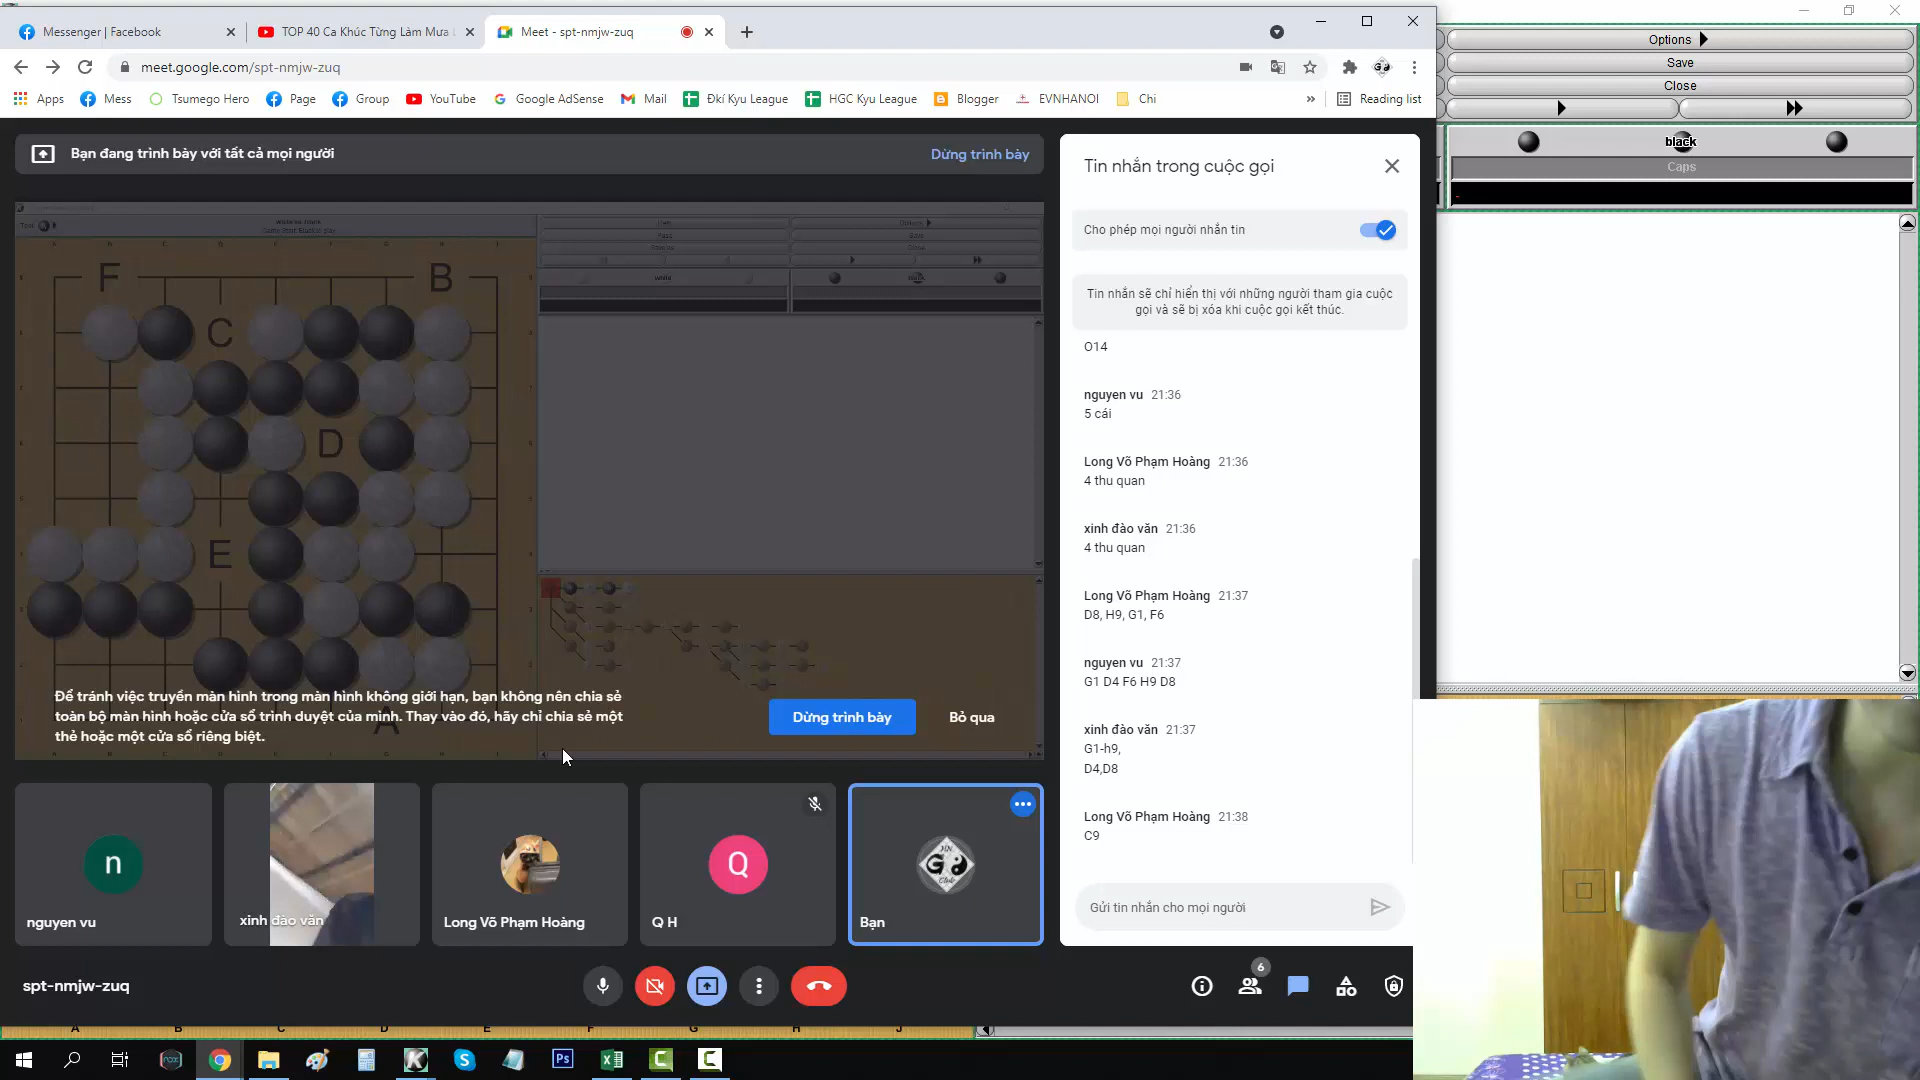 Messenger | Facebook
TOP 40 Ca Khúc Từng Làm Mưa
Meet - spt-nmjw-zuq
meet.google.com/spt-nmjw-zuq
Apps
Mess
Tsumego Hero
Page
Group
YouTube
Google AdSense
Mail
Đkí Kyu League
HGC Kyu League
Blogger
EVNHANOI
Chi
»
Reading list
Options
Save
Close
black
Caps
Bạn đang trình bày với tất cả mọi người
Dừng trình bày
F
B
C
D
E
A
white
Để tránh việc truyền màn hình trong màn hình không giới hạn, bạn không nên chia sẻ
toàn bộ màn hình hoặc cửa sổ trình duyệt của mình. Thay vào đó, hãy chỉ chia sẻ một
thẻ hoặc một cửa sổ riêng biệt.
Dừng trình bày
Bỏ qua
Tin nhắn trong cuộc gọi
Cho phép mọi người nhắn tin
Tin nhắn sẽ chỉ hiển thị với những người tham gia cuộc
gọi và sẽ bị xóa khi cuộc gọi kết thúc.
O14
nguyen vu 21:36
5 cái
Long Võ Phạm Hoàng 21:36
4 thu quan
xinh đào văn 21:36
4 thu quan
Long Võ Phạm Hoàng 21:37
D8, H9, G1, F6
nguyen vu 21:37
G1 D4 F6 H9 D8
xinh đào văn 21:37
G1-h9,
D4,D8
Long Võ Phạm Hoàng 21:38
C9
Gửi tin nhắn cho mọi người
n
nguyen vu
xinh đào văn
Long Võ Phạm Hoàng
Q
Q H
Bạn
spt-nmjw-zuq
6
A B C D E F G H J
Ps